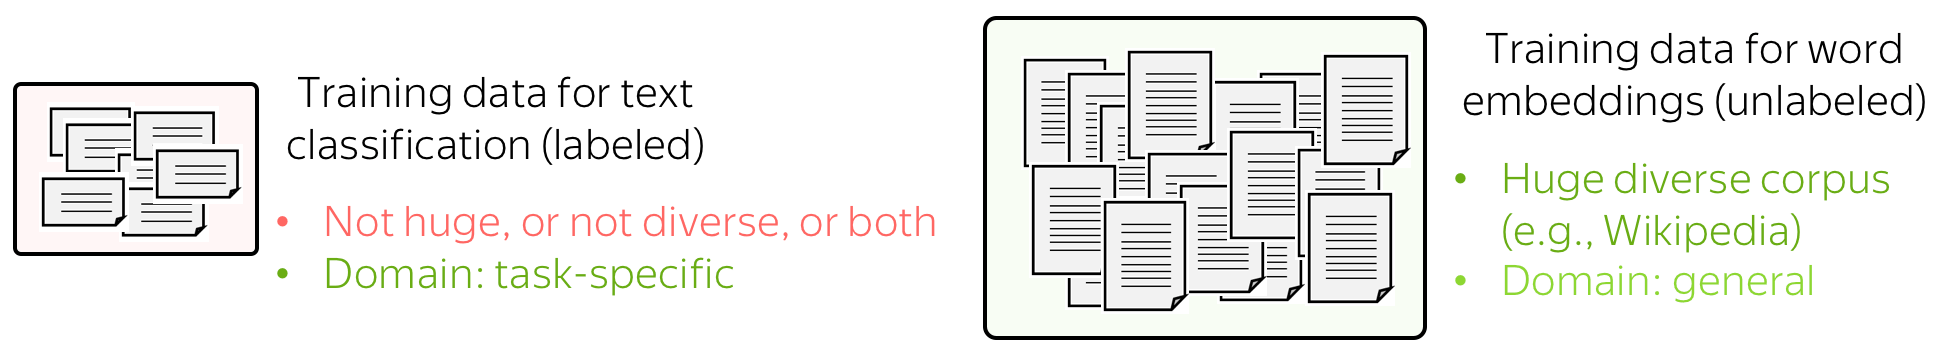 Training data for text
classification (labeled)
• Not huge, or not diverse, or both
• Domain: task-specific
Training data for word
embeddings (unlabeled)
• Huge diverse corpus
(e.g., Wikipedia)
• Domain: general